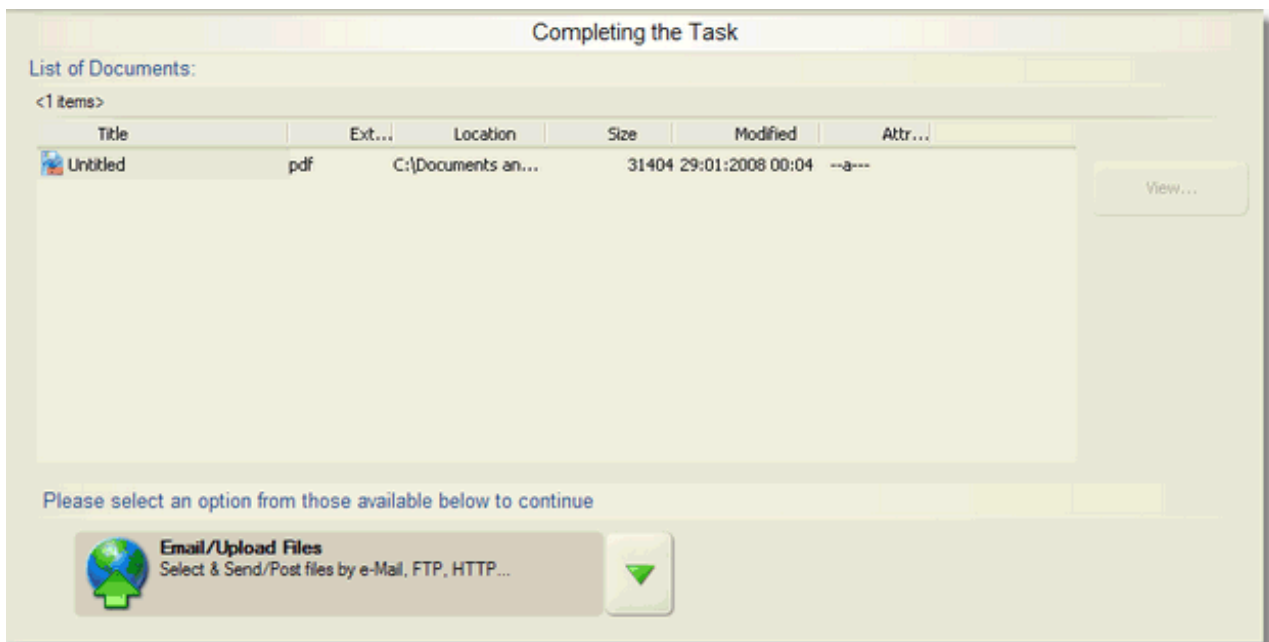 Completing the Task
List of Documents:
<1 items>
Title Ext... Location Size Modified Attr...
Untitled pdf C:\Documents an... 31404 29:01:2008 00:04 --a---
View...
Please select an option from those available below to continue
Email/Upload Files
Select & Send/Post files by e-Mail, FTP, HTTP...